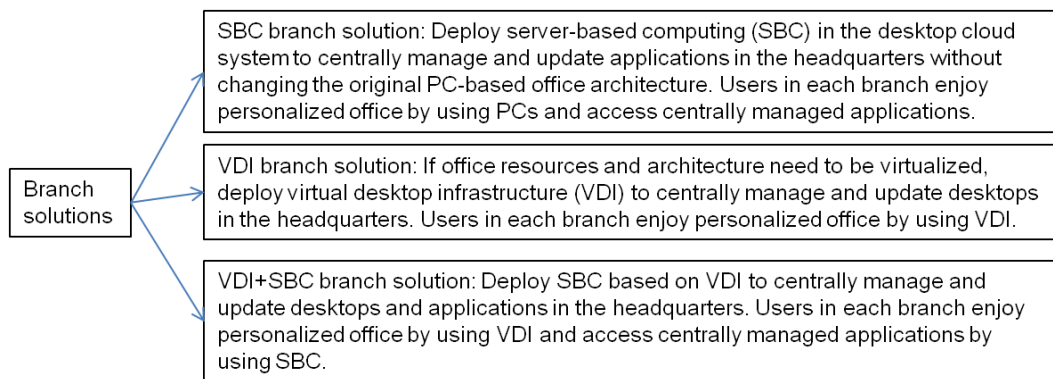 SBC branch solution: Deploy server-based computing (SBC) in the desktop cloud
system to centrally manage and update applications in the headquarters without
changing the original PC-based office architecture. Users in each branch enjoy
personalized office by using PCs and access centrally managed applications.
Branch
solutions
VDI branch solution: If office resources and architecture need to be virtualized,
deploy virtual desktop infrastructure (VDI) to centrally manage and update desktops
in the headquarters. Users in each branch enjoy personalized office by using VDI.
VDI+SBC branch solution: Deploy SBC based on VDI to centrally manage and
update desktops and applications in the headquarters. Users in each branch enjoy
personalized office by using VDI and access centrally managed applications by
using SBC.